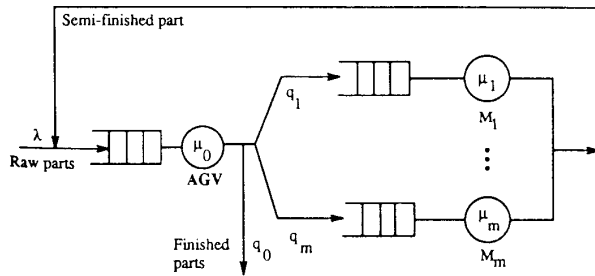 Semi-finished part
λ
Raw parts
μ0
AGV
q1
μ1
M1
Finished
parts
q0
qm
μm
Mm